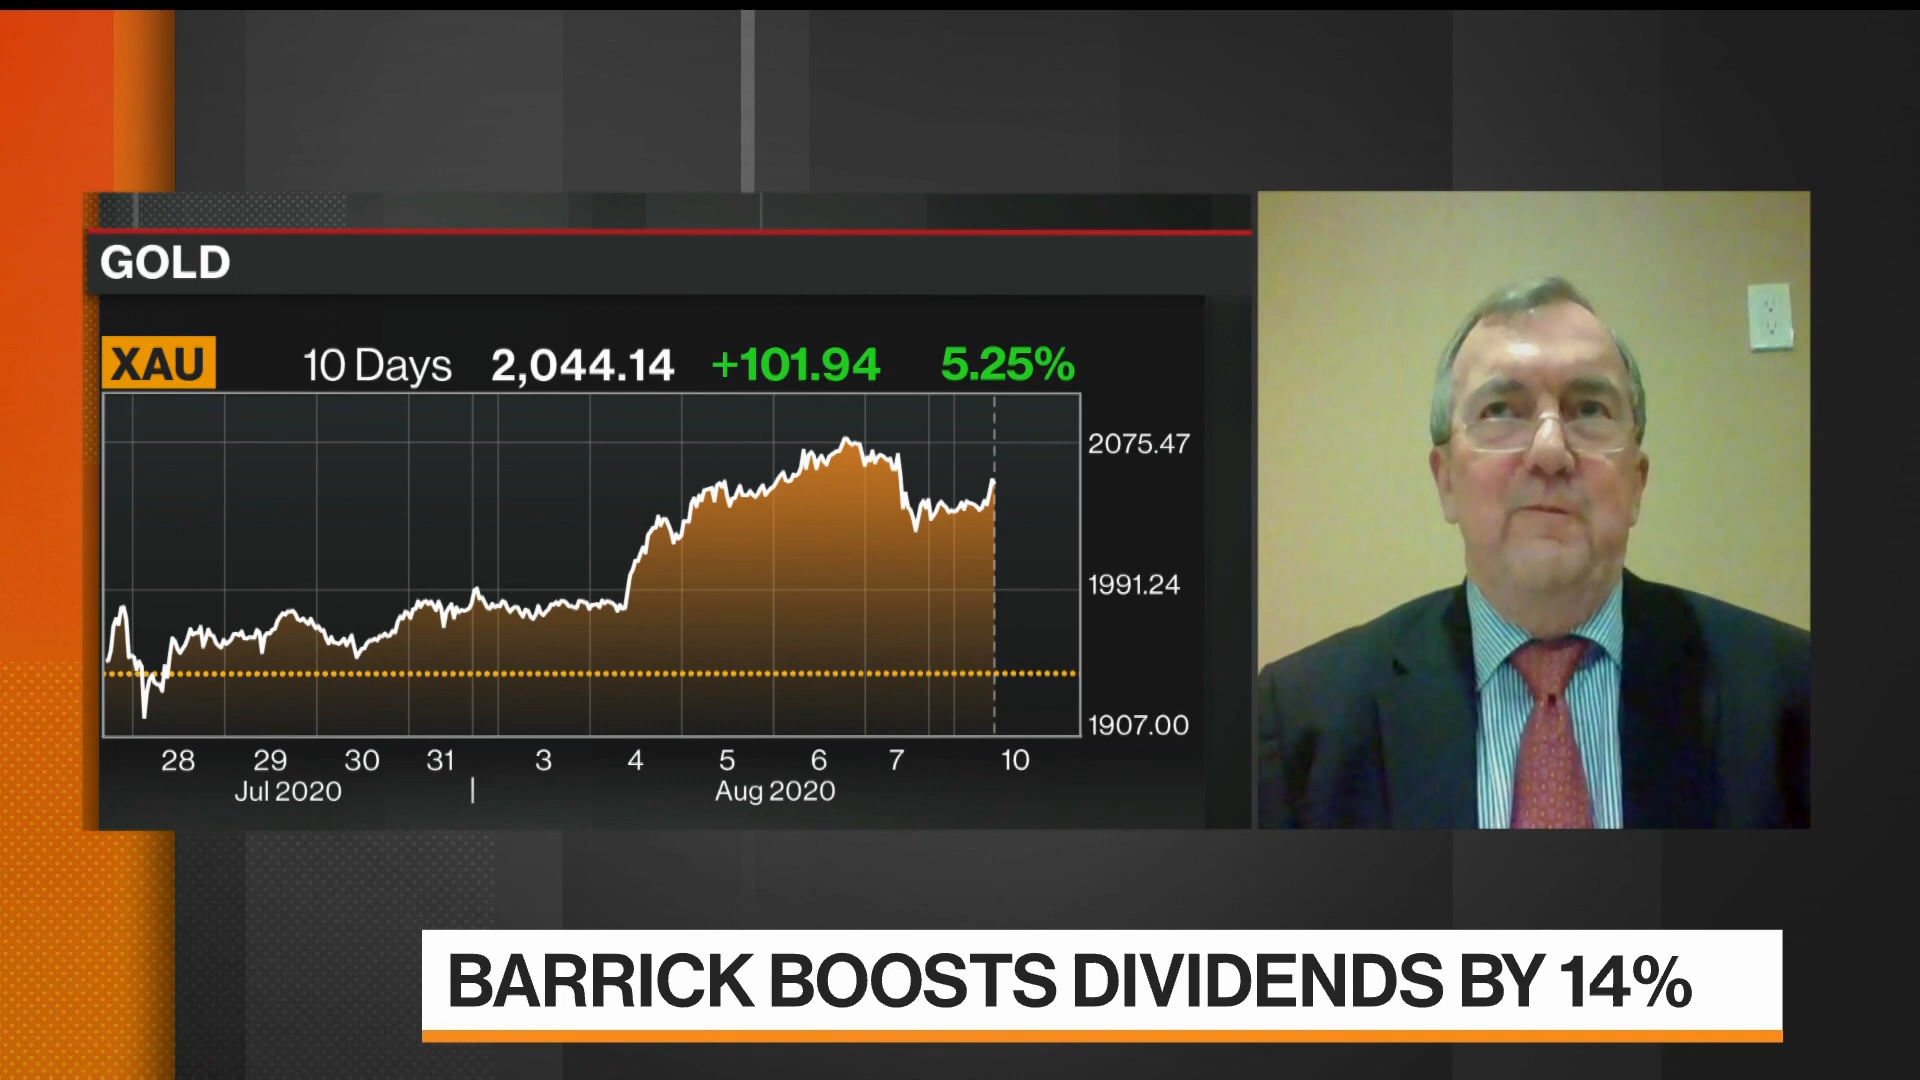 GOLD
XAU 10 Days 2,044.14 +101.94 5.25%
2075.47
1991.24
1907.00
28 29 30 31 3 4 5 6 7 10
Jul 2020 | Aug 2020
BARRICK BOOSTS DIVIDENDS BY 14%